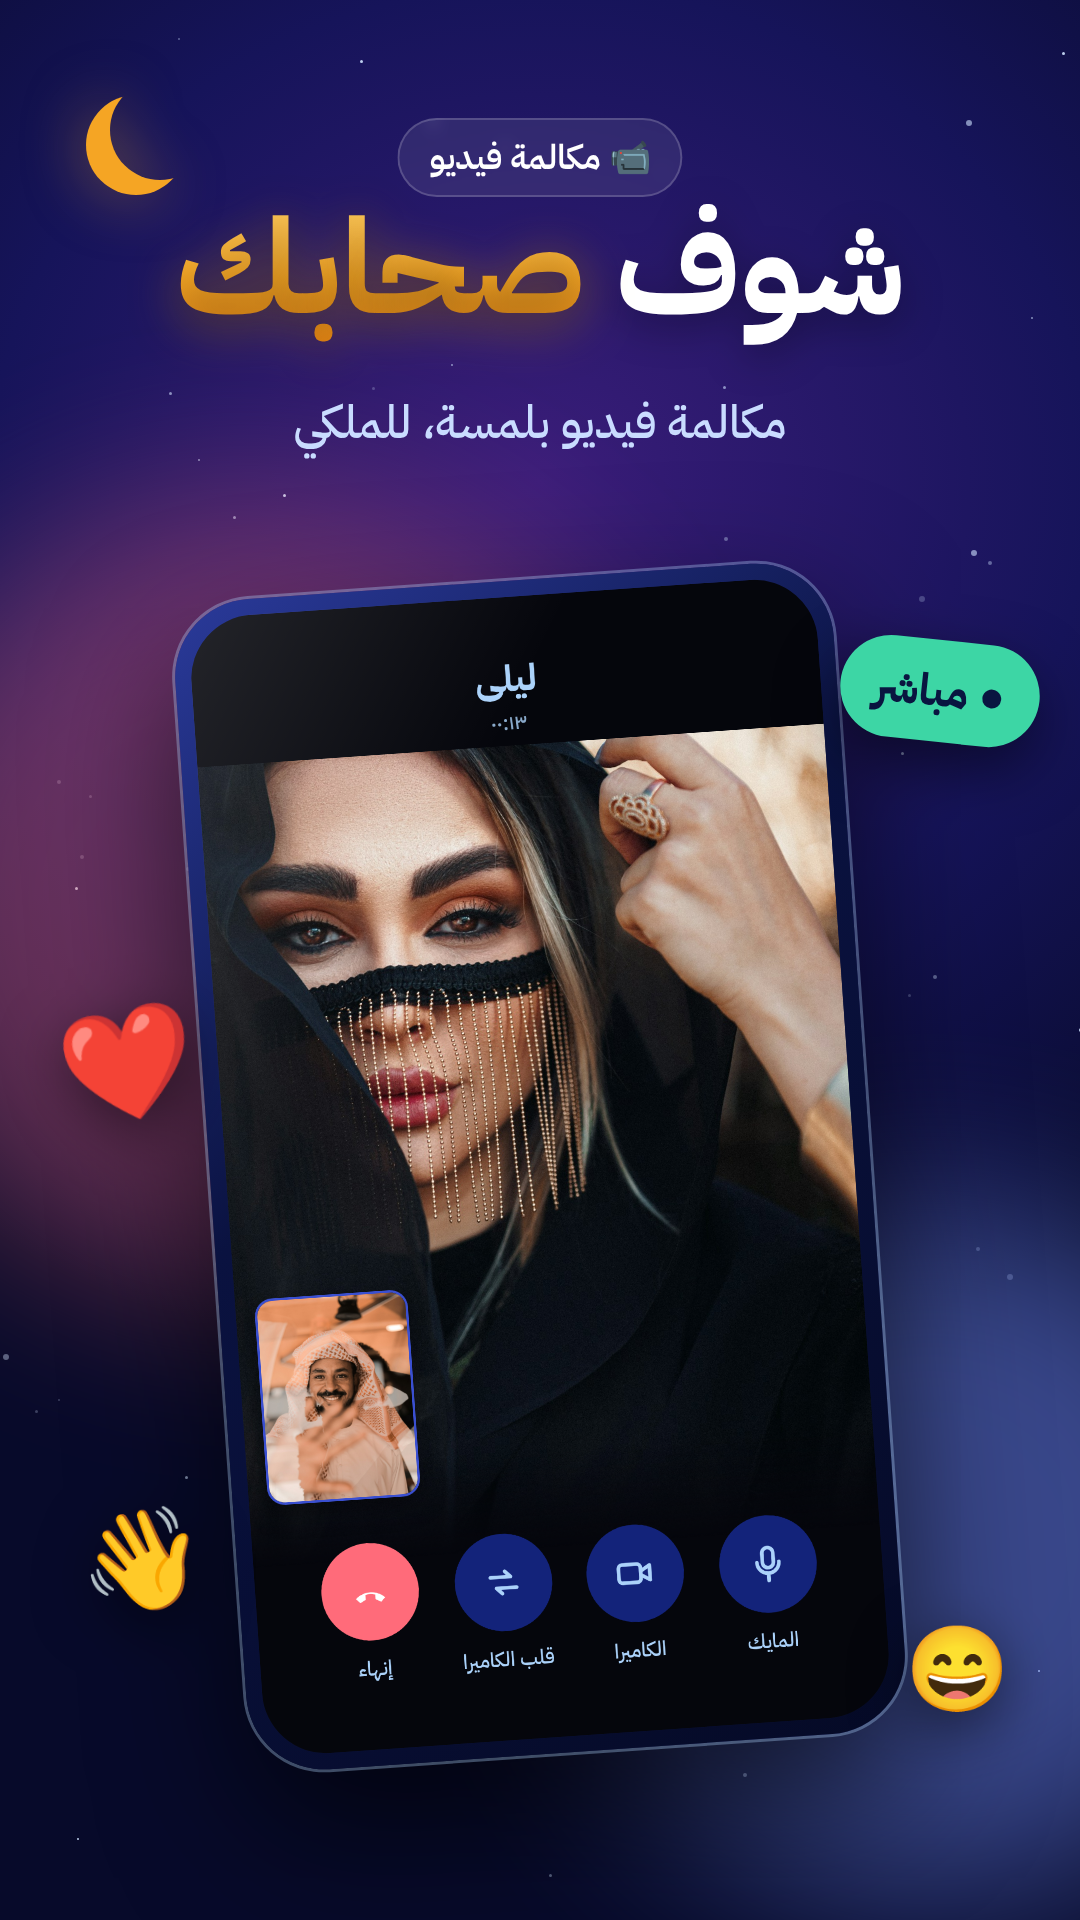 📹 مكالمة فيديو
شوف صحابك
مكالمة فيديو بلمسة، للملكي
ليلى
٠٠:١٣
● مباشر
المايك
الكاميرا
قلب الكاميرا
إنهاء